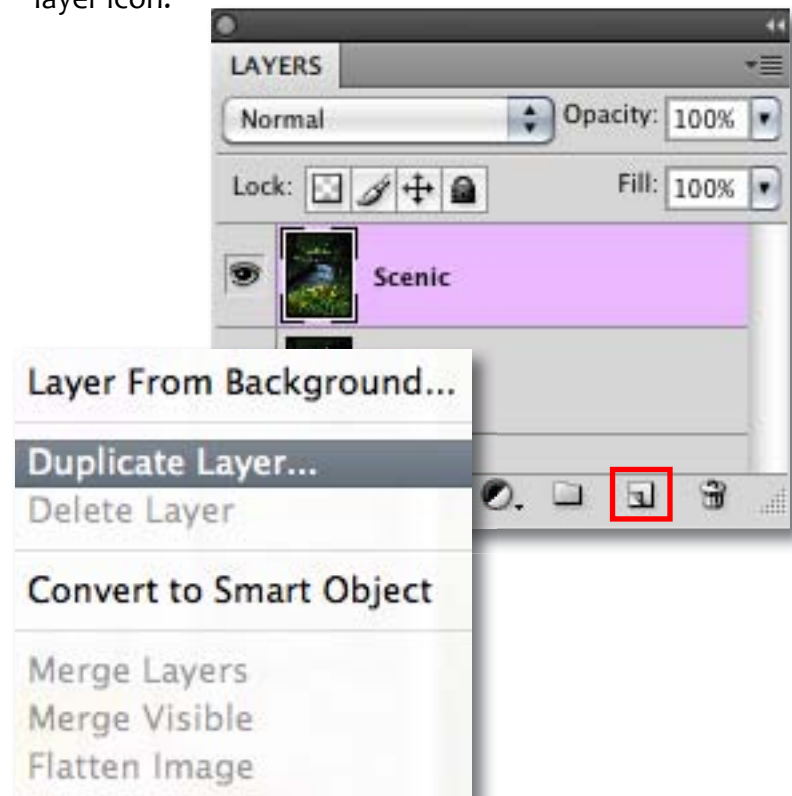 layer icon.
LAYERS
Normal Opacity: 100%
Lock: Fill: 100%
Scenic
Layer From Background...
Duplicate Layer...
Delete Layer
Convert to Smart Object
Merge Layers
Merge Visible
Flatten Image